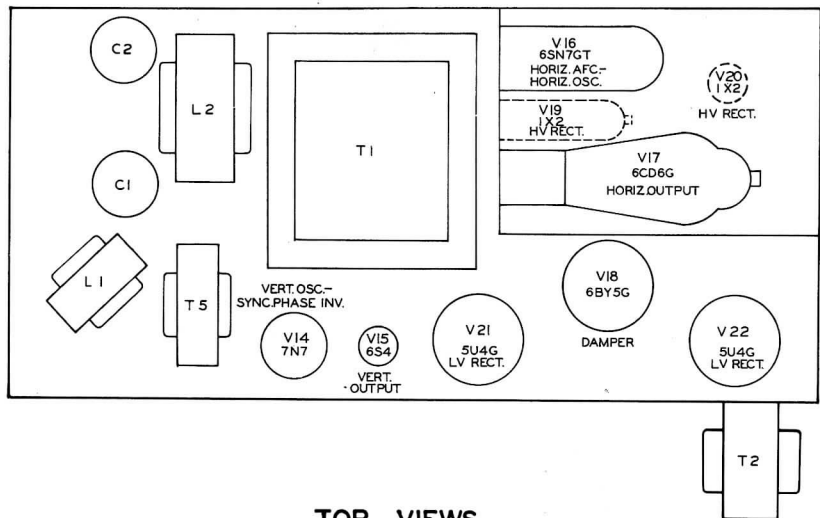 C2
L2
T1
V16
6SN7GT
HORIZ. AFC.-
HORIZ. OSC.
V20
1X2
HV RECT.
V19
1X2
HV RECT.
V17
6CD6G
HORIZ.OUTPUT
C1
L1
T5
VERT. OSC.-
SYNC.PHASE INV.
V14
7N7
V15
6S4
VERT.
-OUTPUT
V21
5U4G
LV RECT.
V18
6BY5G
DAMPER
V22
5U4G
LV RECT.
T2
TOP VIEWS